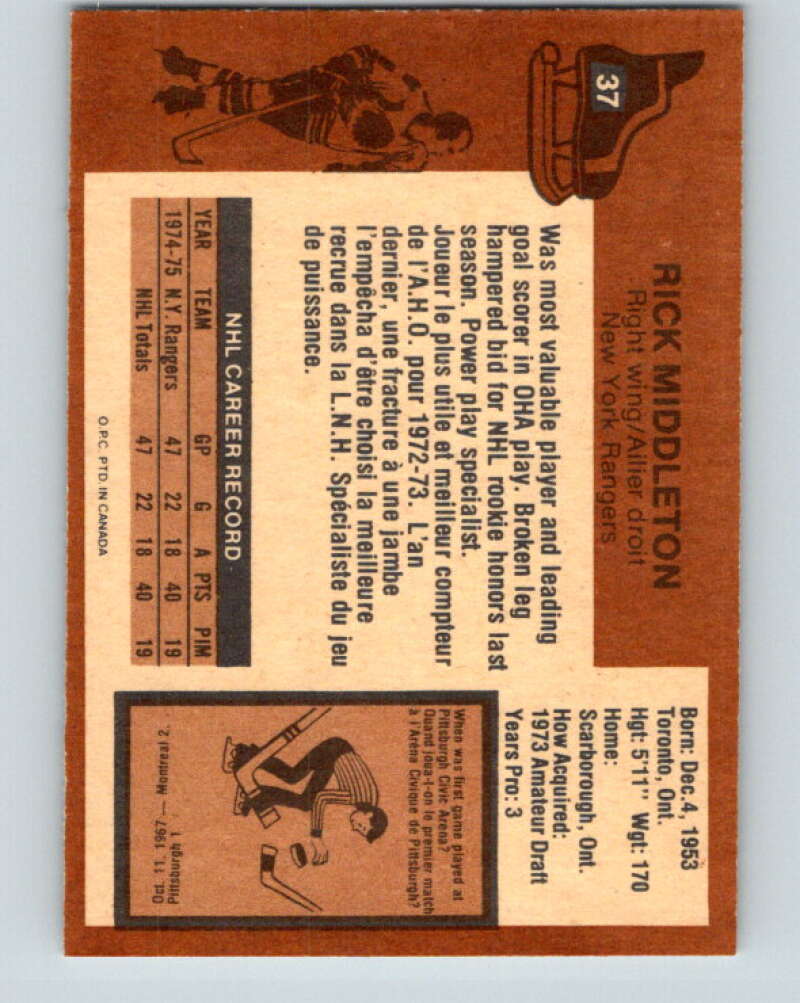 37
RICK MIDDLETON
Right wing/Ailier droit
New York Rangers
Born: Dec. 4, 1953
Toronto, Ont.
Hgt: 5'11" Wgt: 170
Home:
Scarborough, Ont.
How Acquired:
1973 Amateur Draft
Years Pro: 3
Was most valuable player and leading
goal scorer in OHA play. Broken leg
hampered bid for NHL rookie honors last
season. Power play specialist.
Joueur le plus utile et meilleur compteur
de l'A.H.O. pour 1972-73. L'an
dernier, une fracture à une jambe
l'empêcha d'être choisi la meilleure
recrue dans la L.N.H. Spécialiste du jeu
de puissance.
NHL CAREER RECORD
YEAR TEAM GP G A PTS PIM
1974-75 N.Y. Rangers 47 22 18 40 19
NHL Totals 47 22 18 40 19
When was first game played at
Pittsburgh Civic Arena?
Quand joua-t-on le premier match
à l'Aréna Civique de Pittsburgh?
Oct. 11, 1967 — Montreal 2,
Pittsburgh 1
O.P.C. PTD. IN CANADA